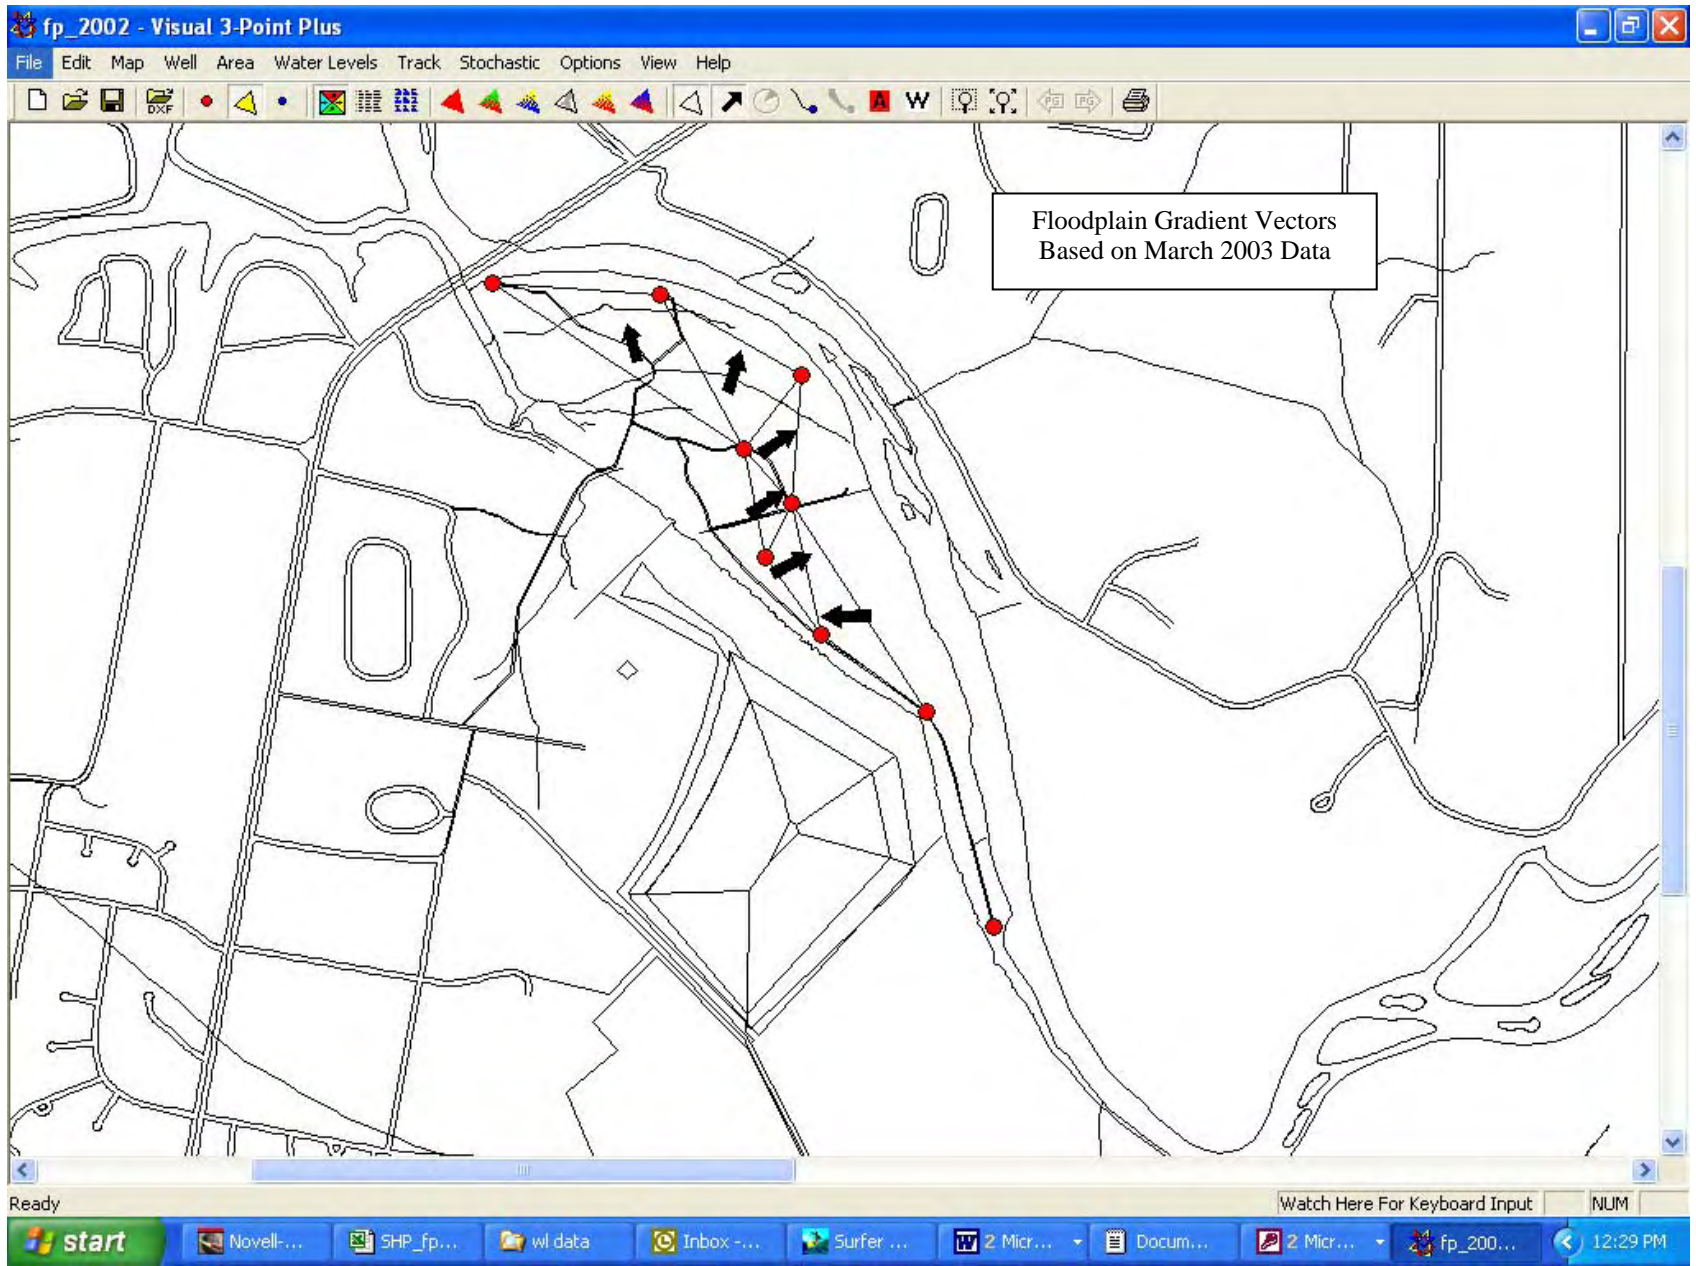 fp_2002 - Visual 3-Point Plus
File Edit Map Well Area Water Levels Track Stochastic Options View Help
DXF A W PG PG
Floodplain Gradient Vectors
Based on March 2003 Data
Ready Watch Here For Keyboard Input NUM
start Novell-... SHP_fp... wl data Inbox -... Surfer ... W 2 Micr... Docum... 2 Micr... fp_200... 12:29 PM